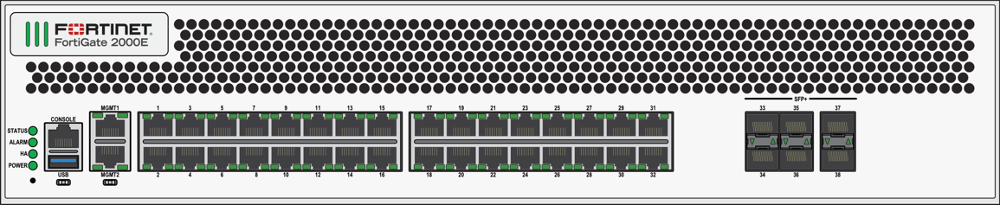 FORTINET
FortiGate 2000E
SFP+
CONSOLE
MGMT1
1 3 5 7 9 11 13 15
17 19 21 23 25 27 29 31
33 35 37
STATUS
ALARM
HA
POWER
USB
MGMT2
2 4 6 8 10 12 14 16
18 20 22 24 26 28 30 32
34 36 38